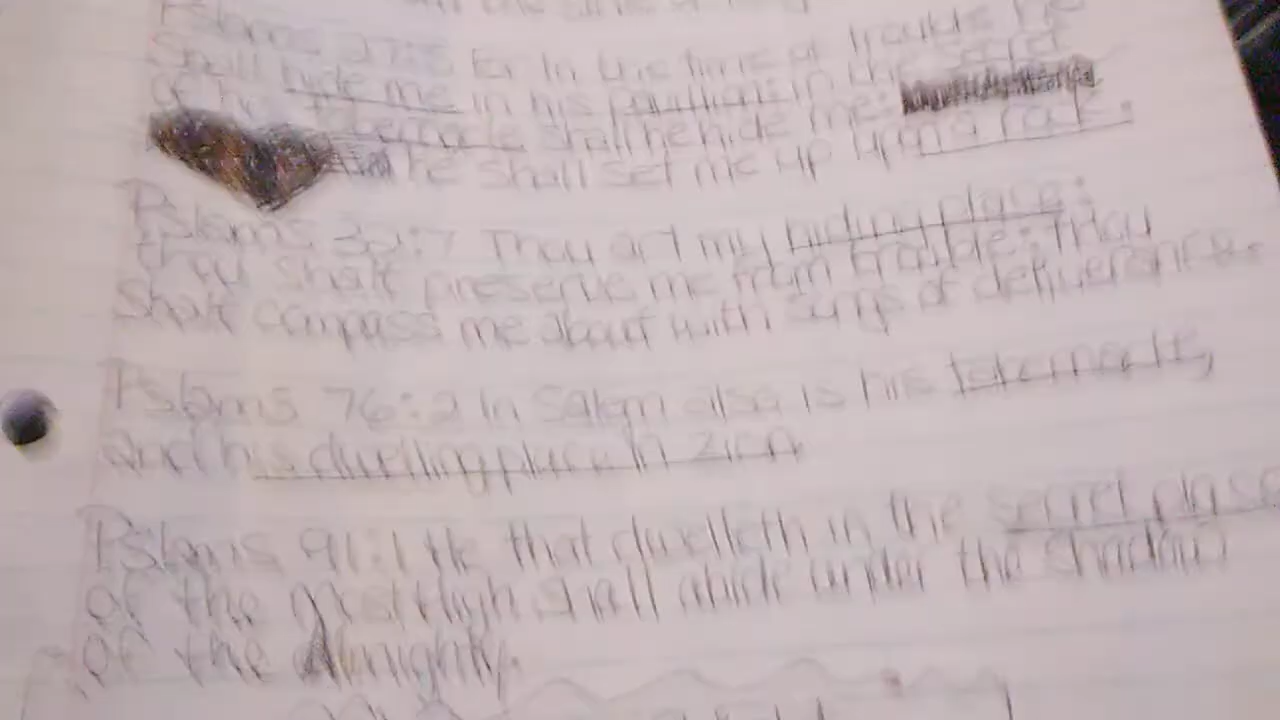 Pslams 27:5 For in the time of trouble he
Shall hide me in his pavilion: in the secret
of his tabernacle shall he hide me:
he shall set me up upon a rock.
Pslams 32:7 Thou art my hiding place;
thou shalt preserve me from trouble; thou
Shalt compass me about with songs of deliverance.
Pslams 76:2 In Salem also is his tabernacle,
and his dwelling place in Zion.
Pslams 91:1 He that dwelleth in the secret place
of the most High shall abide under the shadow
of the Almighty.